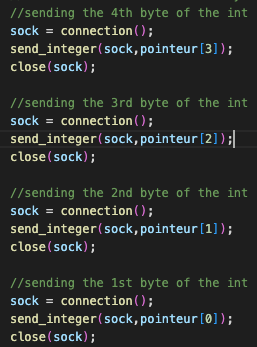 //sending the 4th byte of the int
sock = connection();
send_integer(sock,pointeur[3]);
close(sock);
//sending the 3rd byte of the int
sock = connection();
send_integer(sock,pointeur[2]);
close(sock);
//sending the 2nd byte of the int
sock = connection();
send_integer(sock,pointeur[1]);
close(sock);
//sending the 1st byte of the int
sock = connection();
send_integer(sock,pointeur[0]);
close(sock);